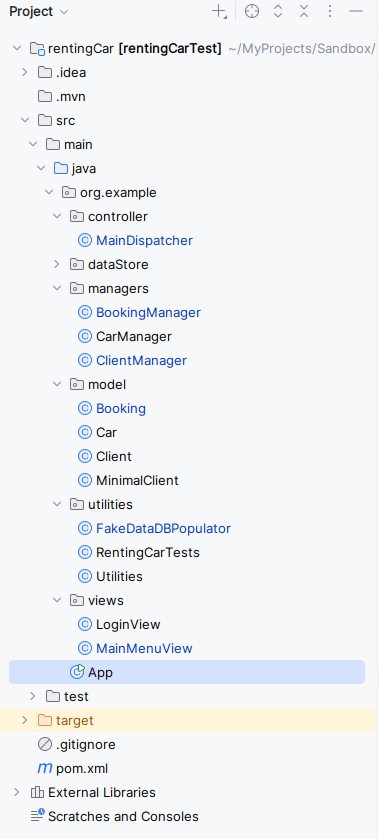 Project
rentingCar [rentingCarTest] ~/MyProjects/Sandbox/
.idea
.mvn
src
main
java
org.example
controller
MainDispatcher
dataStore
managers
BookingManager
CarManager
ClientManager
model
Booking
Car
Client
MinimalClient
utilities
FakeDataDBPopulator
RentingCarTests
Utilities
views
LoginView
MainMenuView
App
test
target
.gitignore
pom.xml
External Libraries
Scratches and Consoles